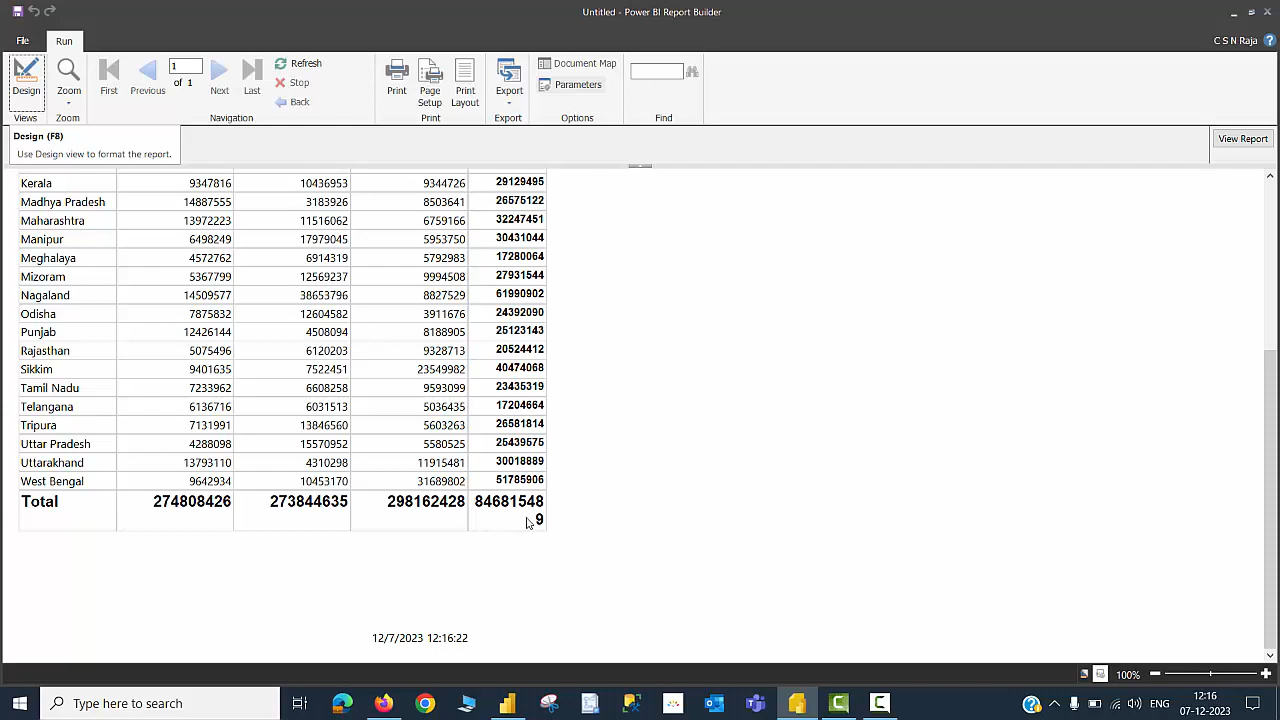 Untitled - Power BI Report Builder
File
Run
C S N Raja
Design
Zoom
First
Previous
1
of 1
Next
Last
Refresh
Stop
Back
Print
Page
Setup
Print
Layout
Export
Document Map
Parameters
Views
Zoom
Navigation
Print
Export
Options
Find
Design (F8)
Use Design view to format the report.
View Report
Kerala 9347816 10436953 9344726 29129495
Madhya Pradesh 14887555 3183926 8503641 26575122
Maharashtra 13972223 11516062 6759166 32247451
Manipur 6498249 17979045 5953750 30431044
Meghalaya 4572762 6914319 5792983 17280064
Mizoram 5367799 12569237 9994508 27931544
Nagaland 14509577 38653796 8827529 61990902
Odisha 7875832 12604582 3911676 24392090
Punjab 12426144 4508094 8188905 25123143
Rajasthan 5075496 6120203 9328713 20524412
Sikkim 9401635 7522451 23549982 40474068
Tamil Nadu 7233962 6608258 9593099 23435319
Telangana 6136716 6031513 5036435 17204664
Tripura 7131991 13846560 5603263 26581814
Uttar Pradesh 4288098 15570952 5580525 25439575
Uttarakhand 13793110 4310298 11915481 30018889
West Bengal 9642934 10453170 31689802 51785906
Total 274808426 273844635 298162428 84681548
9
12/7/2023 12:16:22
100%
Type here to search
ENG
12:16
07-12-2023